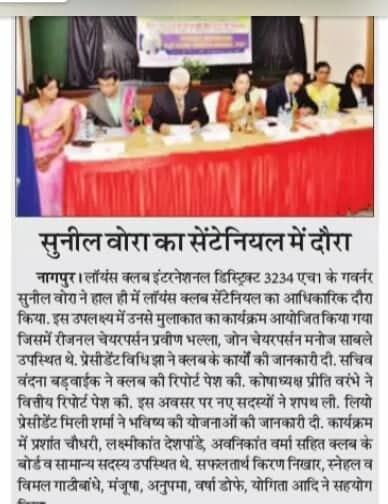 सुनील वोरा का सेंटेनियल में दौरा
नागपुर। लॉयंस क्लब इंटरनेशनल डिस्ट्रिक्ट 3234 एच1 के गवर्नर
सुनील वोरा ने हाल ही में लॉयंस क्लब सेंटेनियल का आधिकारिक दौरा
किया. इस उपलक्ष्य में उनसे मुलाकात का कार्यक्रम आयोजित किया गया
जिसमें रीजनल चेयरपर्सन प्रवीण भल्ला, जोन चेयरपर्सन मनोज साबले
उपस्थित थे. प्रेसीडेंट विधि झा ने क्लब के कार्यों की जानकारी दी. सचिव
वंदना बड़वाईक ने क्लब की रिपोर्ट पेश की. कोषाध्यक्ष प्रीति वरंभे ने
वित्तीय रिपोर्ट पेश की. इस अवसर पर नए सदस्यों ने शपथ ली. लियो
प्रेसीडेंट मिली शर्मा ने भविष्य की योजनाओं की जानकारी दी. कार्यक्रम
में प्रशांत चौधरी, लक्ष्मीकांत देशपांडे, अवनिकांत वर्मा सहित क्लब के
बोर्ड व सामान्य सदस्य उपस्थित थे. सफलतार्थ किरण निखार, स्नेहल व
विमल गाठीबांधे, मंजूषा, अनुपमा, वर्षा डोफे, योगिता आदि ने सहयोग